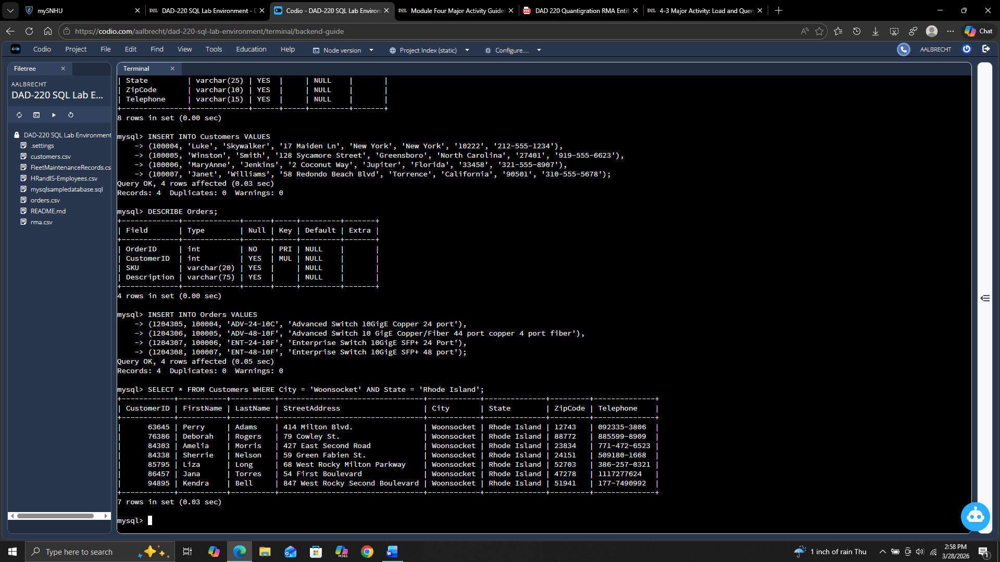 mySNHU
D2L DAD-220 SQL Lab Environment - D
Codio - DAD-220 SQL Lab Environ
D2L Module Four Major Activity Guide
PDF DAD 220 Quantigration RMA Entit
D2L 4-3 Major Activity: Load and Quer
https://codio.com/aalbrecht/dad-220-sql-lab-environment/terminal/backend-guide
Chat
Codio Project File Edit Find View Tools Education Help Node version Project Index (static) Configure.... AALBRECHT
Filetree
AALBRECHT
DAD-220 SQL Lab E...
DAD-220 SQL Lab Environment
.settings
customers.csv
FleetMaintenanceRecords.cs
HRandIS-Employees.csv
mysqlsampledatabase.sql
orders.csv
README.md
rma.csv
Terminal
| State         | varchar(25) | YES  |     | NULL    |       |
| ZipCode       | varchar(10) | YES  |     | NULL    |       |
| Telephone     | varchar(15) | YES  |     | NULL    |       |
+---------------+-------------+------+-----+---------+-------+
8 rows in set (0.00 sec)
mysql> INSERT INTO Customers VALUES
    -> (100004, 'Luke', 'Skywalker', '17 Maiden Ln', 'New York', 'New York', '10222', '212-555-1234'),
    -> (100005, 'Winston', 'Smith', '128 Sycamore Street', 'Greensboro', 'North Carolina', '27401', '919-555-6623'),
    -> (100006, 'MaryAnne', 'Jenkins', '2 Coconut Way', 'Jupiter', 'Florida', '33458', '321-555-8907'),
    -> (100007, 'Janet', 'Williams', '58 Redondo Beach Blvd', 'Torrence', 'California', '90501', '310-555-5678');
Query OK, 4 rows affected (0.03 sec)
Records: 4  Duplicates: 0  Warnings: 0
mysql> DESCRIBE Orders;
+-------------+-------------+------+-----+---------+-------+
| Field       | Type        | Null | Key | Default | Extra |
+-------------+-------------+------+-----+---------+-------+
| OrderID     | int         | NO   | PRI | NULL    |       |
| CustomerID  | int         | YES  | MUL | NULL    |       |
| SKU         | varchar(20) | YES  |     | NULL    |       |
| Description | varchar(75) | YES  |     | NULL    |       |
+-------------+-------------+------+-----+---------+-------+
4 rows in set (0.00 sec)
mysql> INSERT INTO Orders VALUES
    -> (1204305, 100004, 'ADV-24-10C', 'Advanced Switch 10GigE Copper 24 port'),
    -> (1204306, 100005, 'ADV-48-10F', 'Advanced Switch 10 GigE Copper/Fiber 44 port copper 4 port fiber'),
    -> (1204307, 100006, 'ENT-24-10F', 'Enterprise Switch 10GigE SFP+ 24 Port'),
    -> (1204308, 100007, 'ENT-48-10F', 'Enterprise Switch 10GigE SFP+ 48 port');
Query OK, 4 rows affected (0.05 sec)
Records: 4  Duplicates: 0  Warnings: 0
mysql> SELECT * FROM Customers WHERE City = 'Woonsocket' AND State = 'Rhode Island';
+------------+-----------+----------+---------------------------------+------------+--------------+---------+--------------+
| CustomerID | FirstName | LastName | StreetAddress                   | City       | State        | ZipCode | Telephone    |
+------------+-----------+----------+---------------------------------+------------+--------------+---------+--------------+
|      63645 | Perry     | Adams    | 414 Milton Blvd.                | Woonsocket | Rhode Island | 12743   | 092335-3806  |
|      76386 | Deborah   | Rogers   | 79 Cowley St.                   | Woonsocket | Rhode Island | 88772   | 885599-8909  |
|      84303 | Amelia    | Morris   | 427 East Second Road            | Woonsocket | Rhode Island | 23834   | 771-472-6523 |
|      84338 | Sherrie   | Nelson   | 59 Green Fabien St.             | Woonsocket | Rhode Island | 24151   | 509180-1668  |
|      85795 | Liza      | Long     | 68 West Rocky Milton Parkway    | Woonsocket | Rhode Island | 52703   | 386-257-0321 |
|      86457 | Jana      | Torres   | 54 First Boulevard              | Woonsocket | Rhode Island | 47278   | 1117277624   |
|      94895 | Kendra    | Bell     | 847 West Rocky Second Boulevard | Woonsocket | Rhode Island | 51941   | 177-7490992  |
+------------+-----------+----------+---------------------------------+------------+--------------+---------+--------------+
7 rows in set (0.03 sec)
mysql>
Type here to search
M365
1 inch of rain Thu
2:58 PM
3/28/2026
1